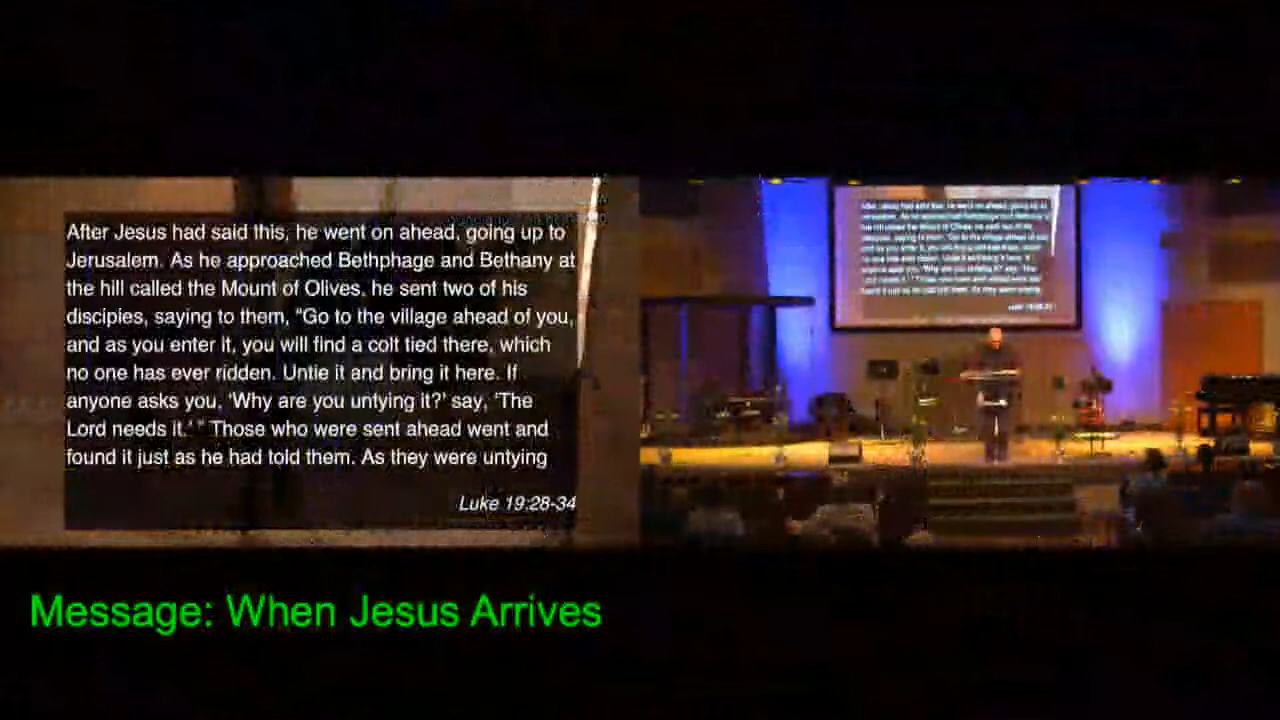 After Jesus had said this, he went on ahead, going up to
Jerusalem. As he approached Bethphage and Bethany at
the hill called the Mount of Olives, he sent two of his
disciples, saying to them, "Go to the village ahead of you,
and as you enter it, you will find a colt tied there, which
no one has ever ridden. Untie it and bring it here. If
anyone asks you, 'Why are you untying it?' say, 'The
Lord needs it.' " Those who were sent ahead went and
found it just as he had told them. As they were untying
Luke 19:28-34
Message: When Jesus Arrives